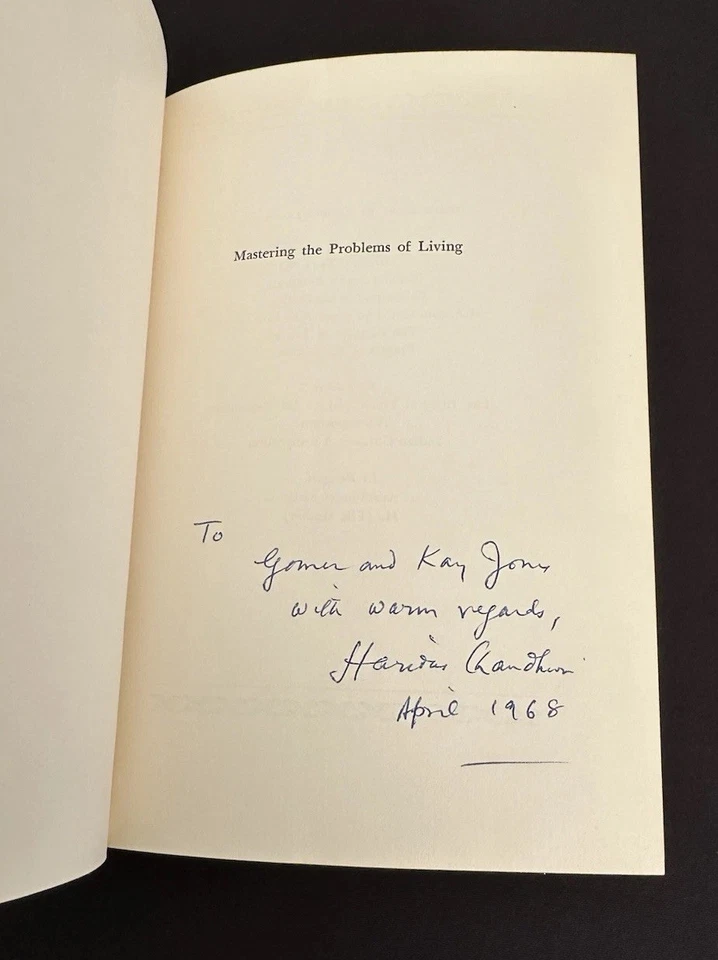 Mastering the Problems of Living
To
Gomer and Kay Jones
with warm regards,
Haridas Chaudhuri
April 1968